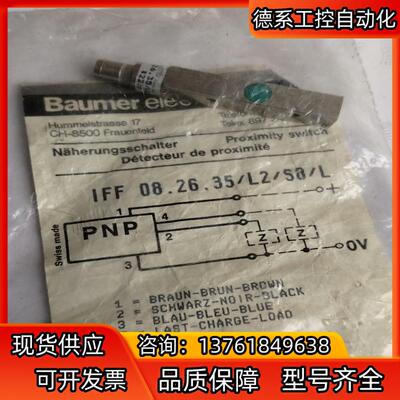 德系工控自动化
Baumer elec
Hummelstrasse 17
CH-8500 Frauenfeld
Näherungsschalter
Proximity switch
Détecteur de proximité
IFF 08.26.35/L2/S8/L
1
+
4
PNP
2
Z
Z
3
0V
Swiss made
1 = BRAUN-BRUN-BROWN
= SCHWARZ-NOIR-BLACK
= BLAU-BLEU-BLUE
LAST-CHARGE-LOAD
现货供应
咨询：13761849638
可开发票
品质保障
型号齐全